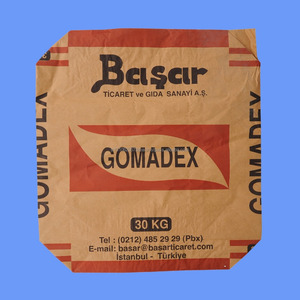 Başar
TİCARET ve GIDA SANAYİ A.Ş.
GOMADEX
GOMADEX
GOMADEX
30 KG
Tel : (0212) 485 29 29 (Pbx)
E-mail: basar@basarticaret.com
İstanbul - Türkiye